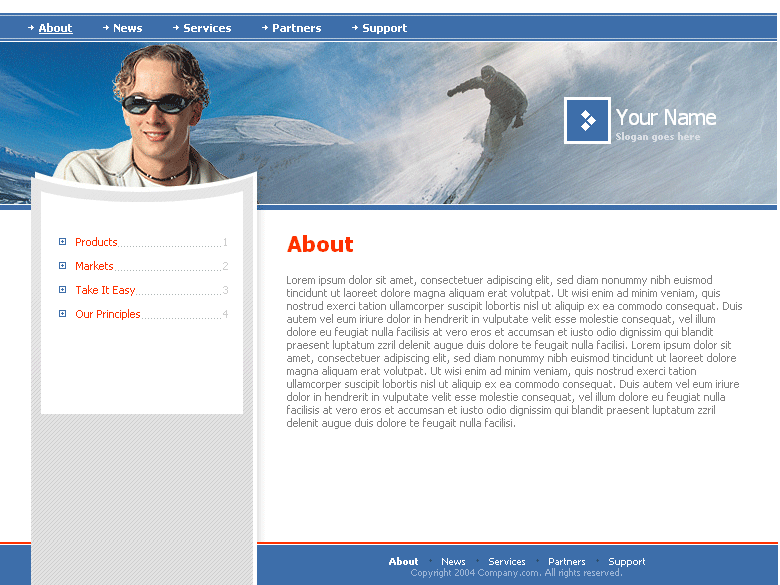 About News Services Partners Support
Your Name
Slogan goes here
Products 1
Markets 2
Take It Easy 3
Our Principles 4
About
Lorem ipsum dolor sit amet, consectetuer adipiscing elit, sed diam nonummy nibh euismod
tincidunt ut laoreet dolore magna aliquam erat volutpat. Ut wisi enim ad minim veniam, quis
nostrud exerci tation ullamcorper suscipit lobortis nisl ut aliquip ex ea commodo consequat. Duis
autem vel eum iriure dolor in hendrerit in vulputate velit esse molestie consequat, vel illum
dolore eu feugiat nulla facilisis at vero eros et accumsan et iusto odio dignissim qui blandit
praesent luptatum zzril delenit augue duis dolore te feugait nulla facilisi. Lorem ipsum dolor sit
amet, consectetuer adipiscing elit, sed diam nonummy nibh euismod tincidunt ut laoreet dolore
magna aliquam erat volutpat. Ut wisi enim ad minim veniam, quis nostrud exerci tation
ullamcorper suscipit lobortis nisl ut aliquip ex ea commodo consequat. Duis autem vel eum iriure
dolor in hendrerit in vulputate velit esse molestie consequat, vel illum dolore eu feugiat nulla
facilisis at vero eros et accumsan et iusto odio dignissim qui blandit praesent luptatum zzril
delenit augue duis dolore te feugait nulla facilisi.
About News Services Partners Support
Copyright 2004 Company.com. All rights reserved.